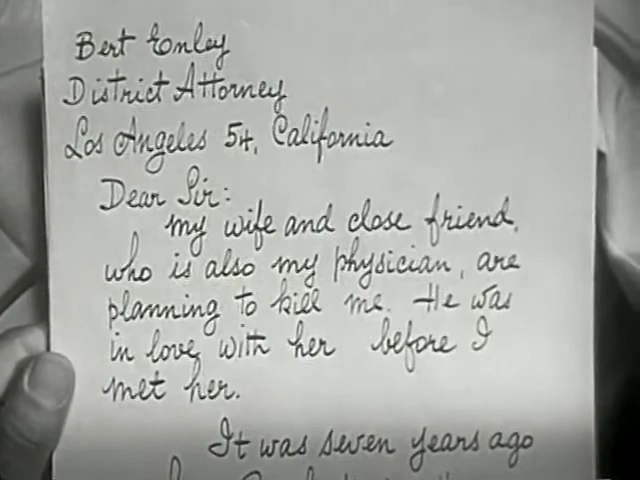 Bert Enley
District Attorney
Los Angeles 54, California
Dear Sir:
my wife and close friend,
who is also my physician, are
planning to kill me. He was
in love with her before I
met her.
It was seven years ago